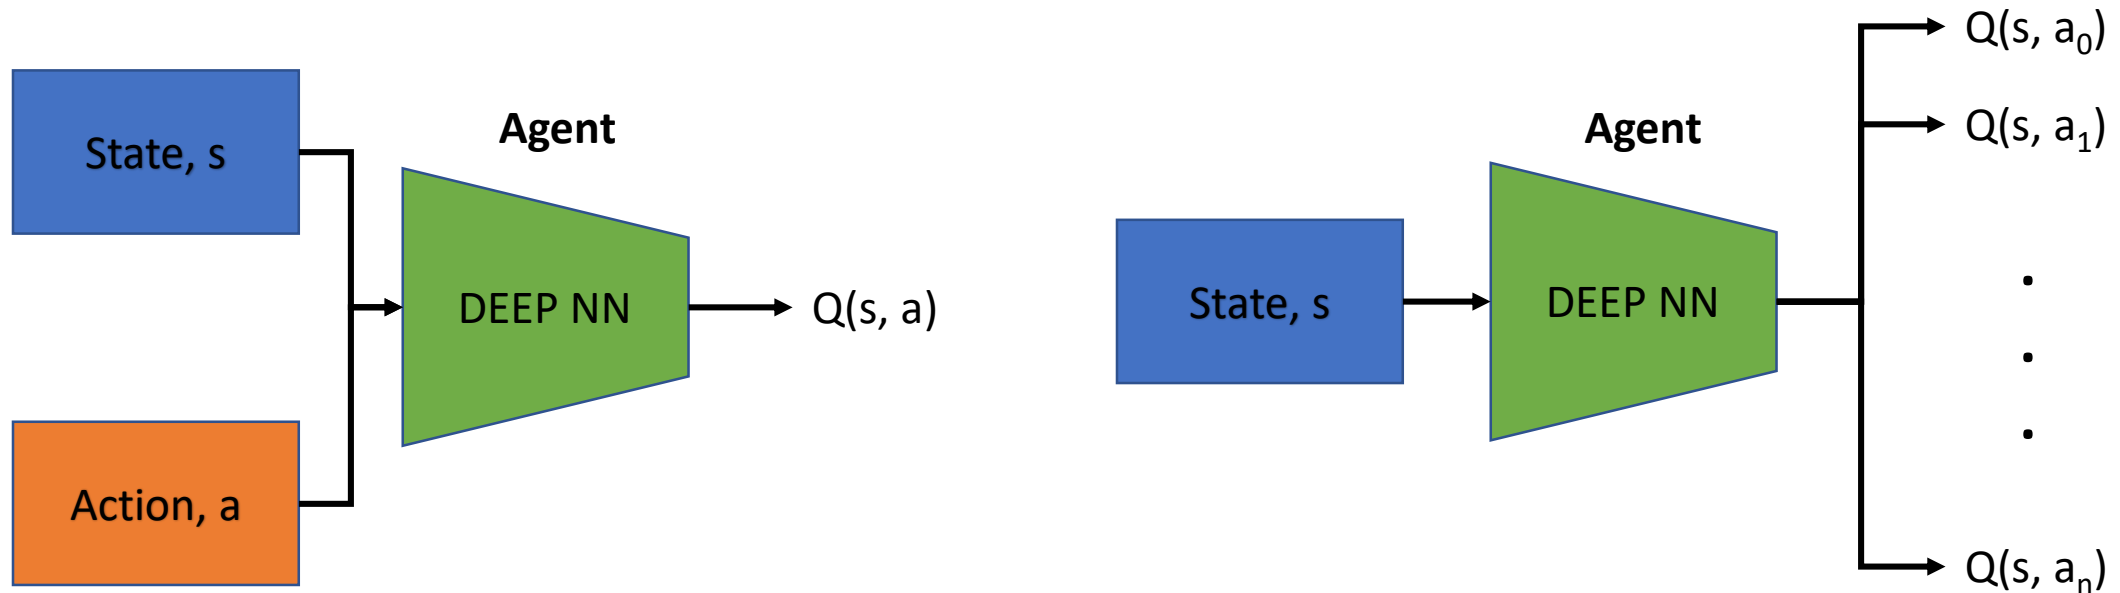 Agent
State, s
DEEP NN
Q(s, a)
Action, a
Agent
State, s
DEEP NN
Q(s, a₀)
Q(s, a₁)
.
.
.
Q(s, aₙ)